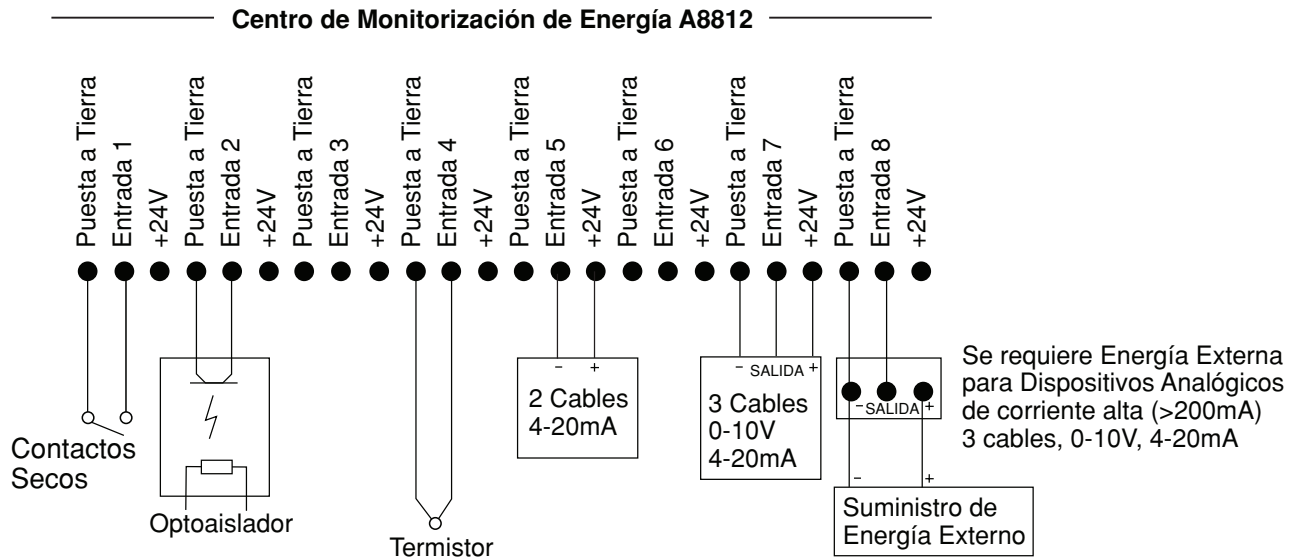 Centro de Monitorización de Energía A8812
Puesta a Tierra
Entrada 1
+24V
Puesta a Tierra
Entrada 2
+24V
Puesta a Tierra
Entrada 3
+24V
Puesta a Tierra
Entrada 4
+24V
Puesta a Tierra
Entrada 5
+24V
Puesta a Tierra
Entrada 6
+24V
Puesta a Tierra
Entrada 7
+24V
Puesta a Tierra
Entrada 8
+24V
Contactos
Secos
Optoaislador
Termistor
- +
2 Cables
4-20mA
- SALIDA +
3 Cables
0-10V
4-20mA
- SALIDA +
- +
Suministro de
Energía Externo
Se requiere Energía Externa
para Dispositivos Analógicos
de corriente alta (>200mA)
3 cables, 0-10V, 4-20mA